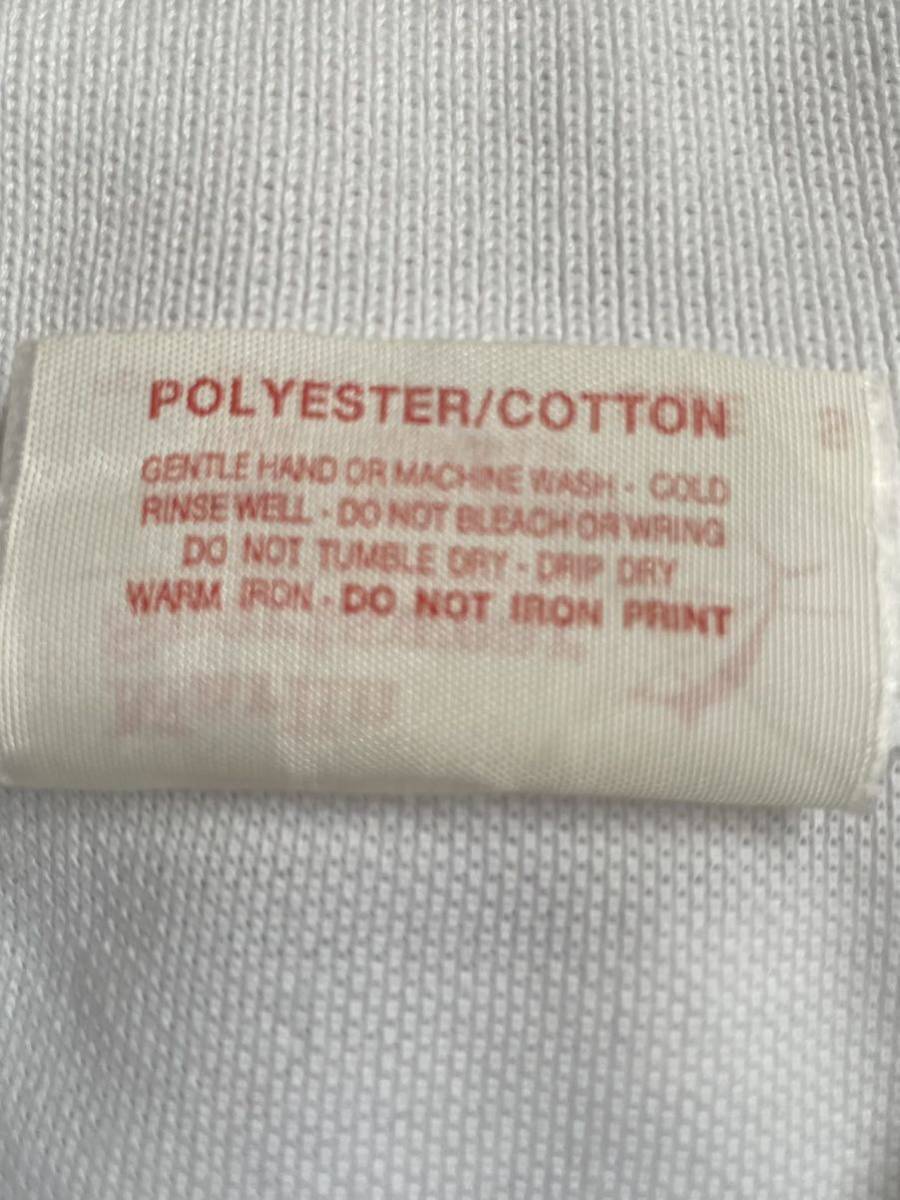 POLYESTER/COTTON
GENTLE HAND OR MACHINE WASH - COLD
RINSE WELL - DO NOT BLEACH OR WRING
DO NOT TUMBLE DRY - DRIP DRY
WARM IRON - DO NOT IRON PRINT